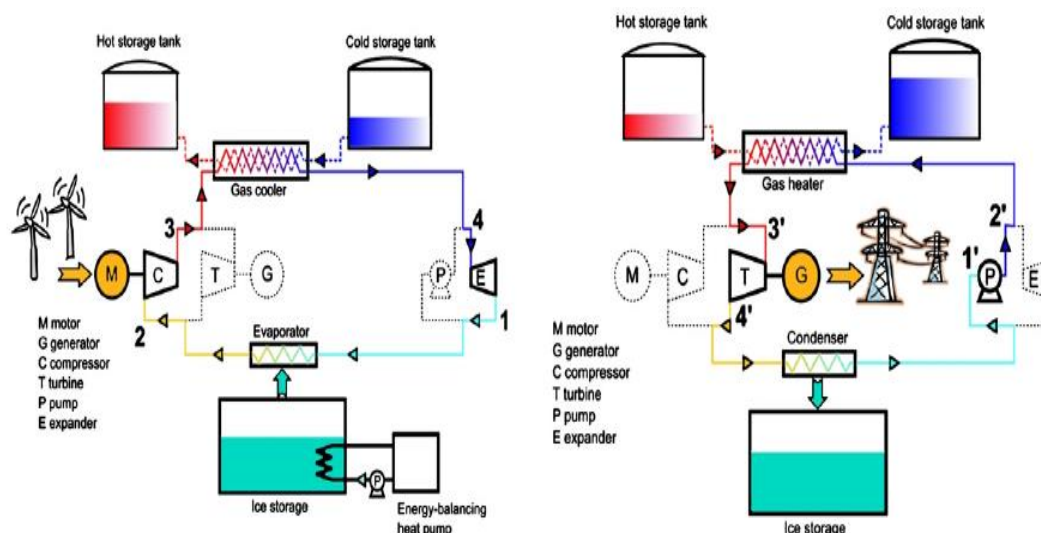 Hot storage tank
Cold storage tank
Gas cooler
3
4
M
C
T
G
P
E
2
1
Evaporator
M motor
G generator
C compressor
T turbine
P pump
E expander
P
Ice storage
Energy-balancing
heat pump
Hot storage tank
Cold storage tank
Gas heater
3'
2'
1'
M
C
T
G
P
E
4'
Condenser
M motor
G generator
C compressor
T turbine
P pump
E expander
Ice storage